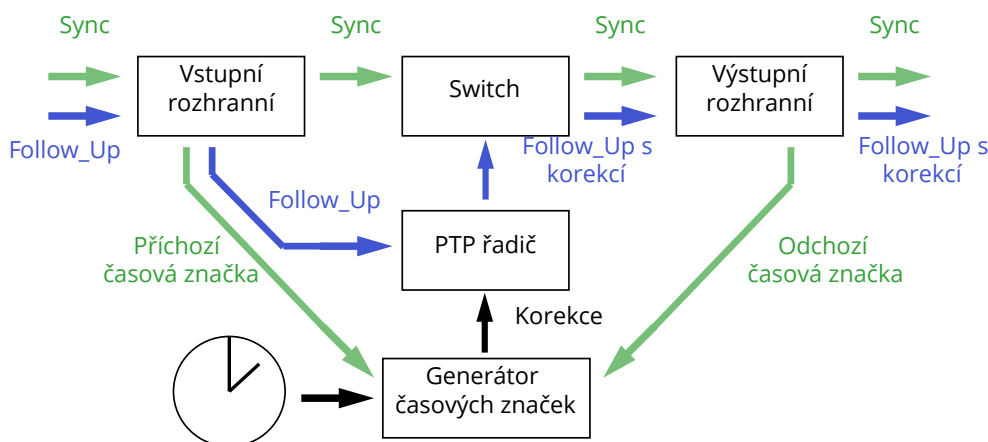 Sync
Sync
Sync
Sync
Vstupní
rozhranní
Switch
Výstupní
rozhranní
Follow_Up
Follow_Up s
korekcí
Follow_Up s
korekcí
Follow_Up
Příchozí
časová značka
PTP řadič
Odchozí
časová značka
Korekce
Generátor
časových značek